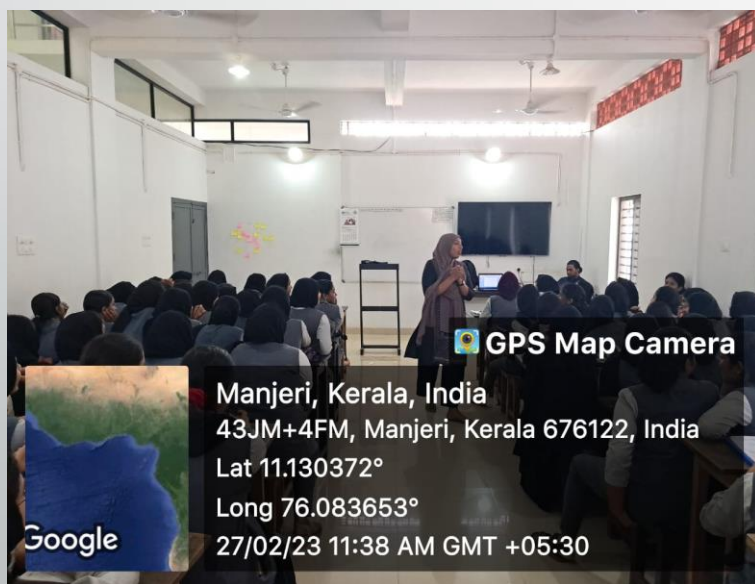 GPS Map Camera
Manjeri, Kerala, India
43JM+4FM, Manjeri, Kerala 676122, India
Lat 11.130372°
Long 76.083653°
27/02/23 11:38 AM GMT +05:30
Google